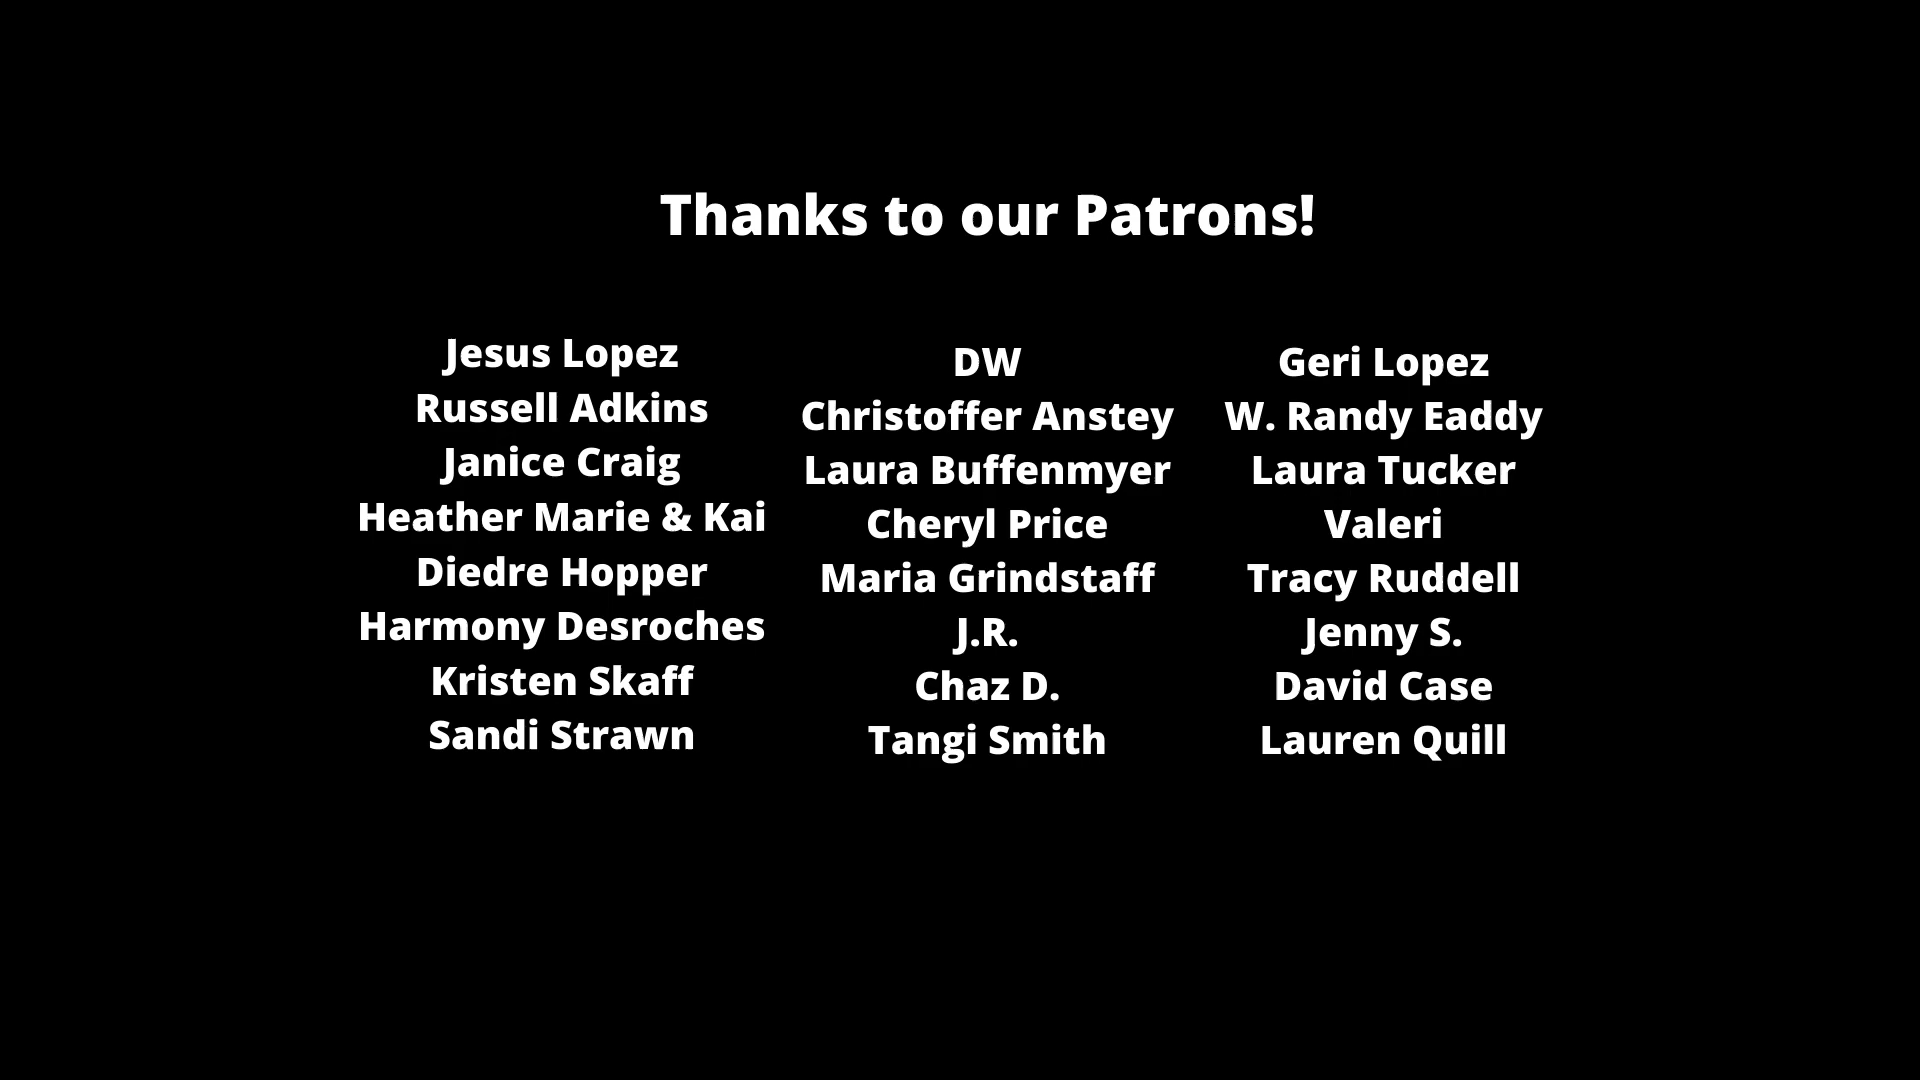 Thanks to our Patrons!
Jesus Lopez
Russell Adkins
Janice Craig
Heather Marie & Kai
Diedre Hopper
Harmony Desroches
Kristen Skaff
Sandi Strawn
DW
Christoffer Anstey
Laura Buffenmyer
Cheryl Price
Maria Grindstaff
J.R.
Chaz D.
Tangi Smith
Geri Lopez
W. Randy Eaddy
Laura Tucker
Valeri
Tracy Ruddell
Jenny S.
David Case
Lauren Quill